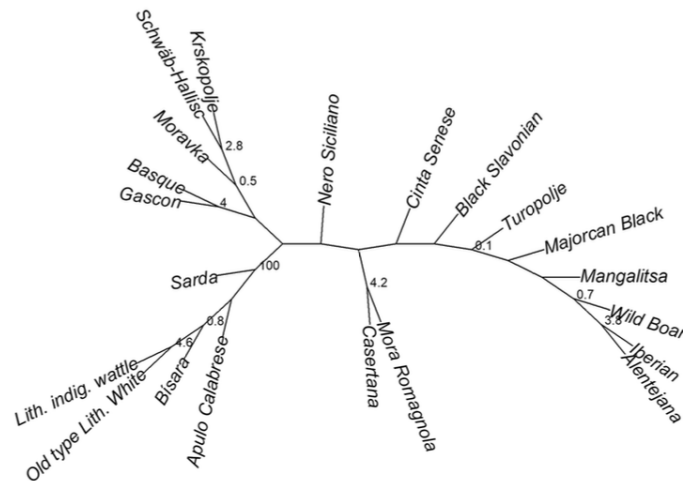 Schwäb-Hallisc
Krskopolje
2.8
Moravka
0.5
Basque
4
Gascon
Nero Siciliano
Cinta Senese
Black Slavonian
Turopolje
8.1
Majorcan Black
Mangalitsa
0.7
Wild Boar
3.8
Iberian
Alentejana
Sarda
100
4.2
Mora Romagnola
Casertana
0.8
4.6
Lith. indig. wattle
Old type Lith. White
Bísara
Apulo Calabrese